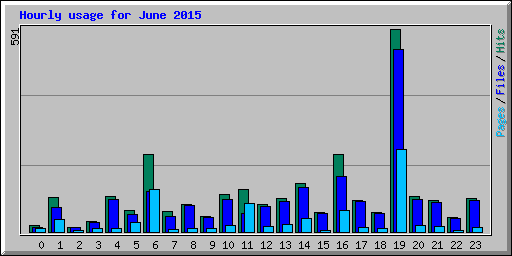 Hourly usage for June 2015
591
Pages/Files/Hits
0 1 2 3 4 5 6 7 8 9 10 11 12 13 14 15 16 17 18 19 20 21 22 23